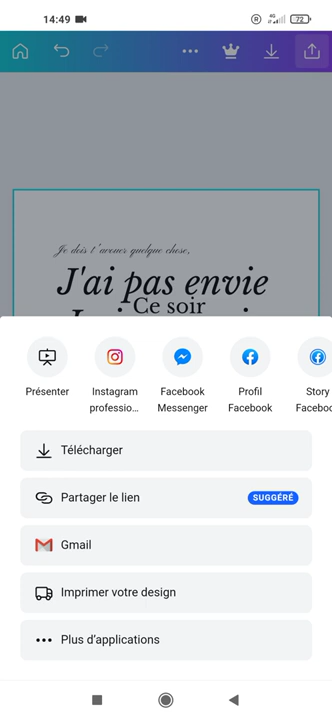 14:49
R
4G
72
Je dois t'avouer quelque chose,
J'ai pas envie
Ce soir
Présenter
Instagram
professio...
Facebook
Messenger
Profil
Facebook
Story
Faceboo
Télécharger
Partager le lien
SUGGÉRÉ
Gmail
Imprimer votre design
Plus d'applications